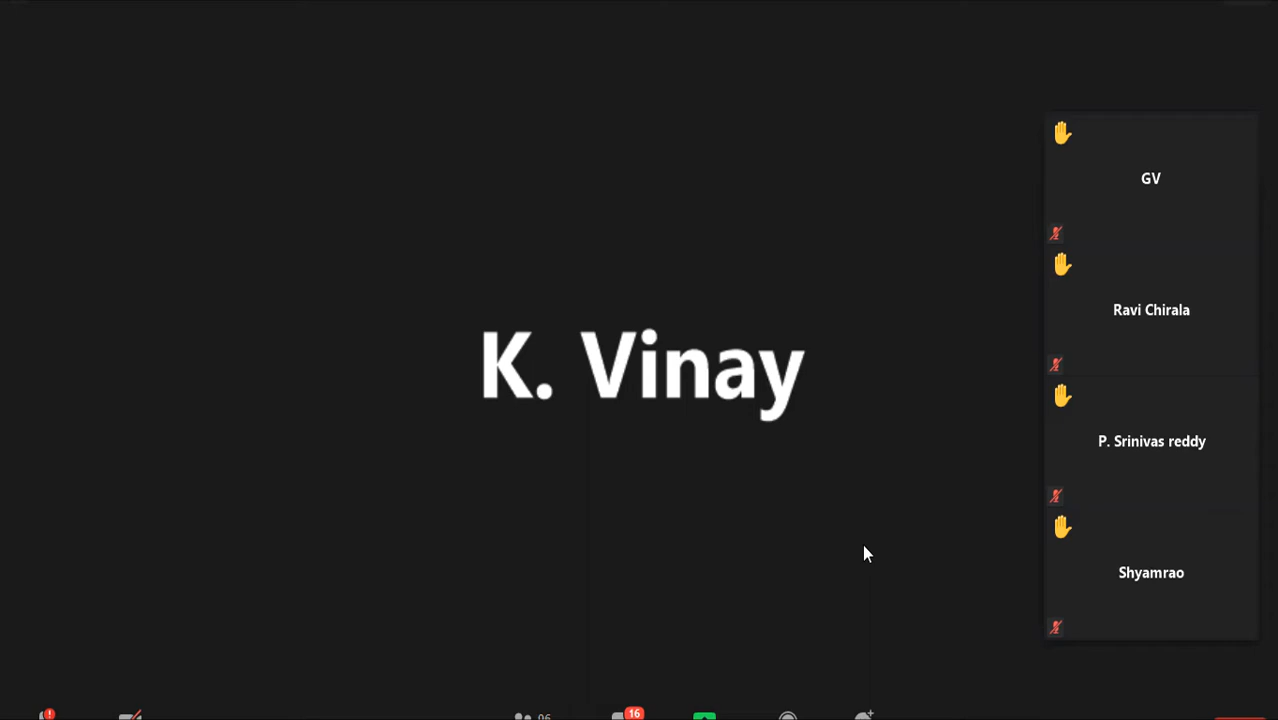 K. Vinay
GV
Ravi Chirala
P. Srinivas reddy
Shyamrao
16